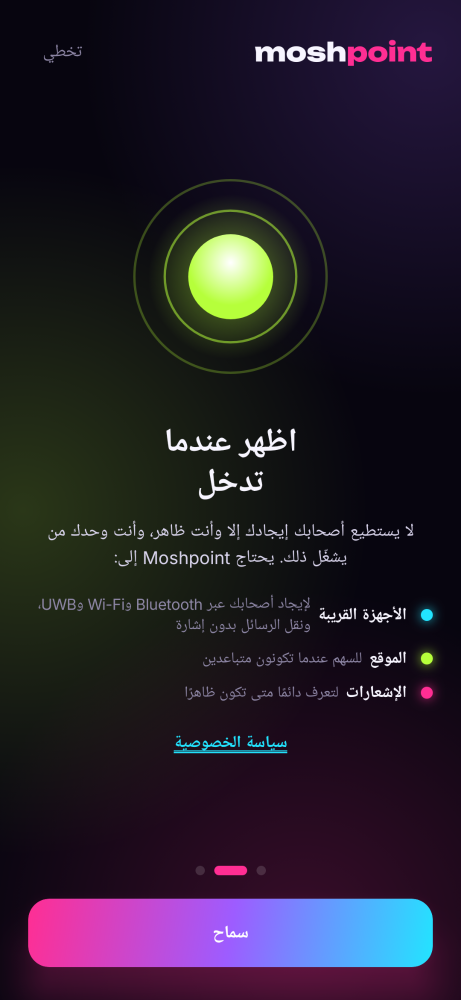 moshpoint
تخطي
اظهر عندما
تدخل
لا يستطيع أصحابك إيجادك إلا وأنت ظاهر، وأنت وحدك من
يشغّل ذلك. يحتاج Moshpoint إلى:
الأجهزة القريبة لإيجاد أصحابك عبر Bluetooth وWi-Fi وUWB،
ونقل الرسائل بدون إشارة
الموقع للسهم عندما تكونون متباعدين
الإشعارات لتعرف دائمًا متى تكون ظاهرًا
سياسة الخصوصية
سماح